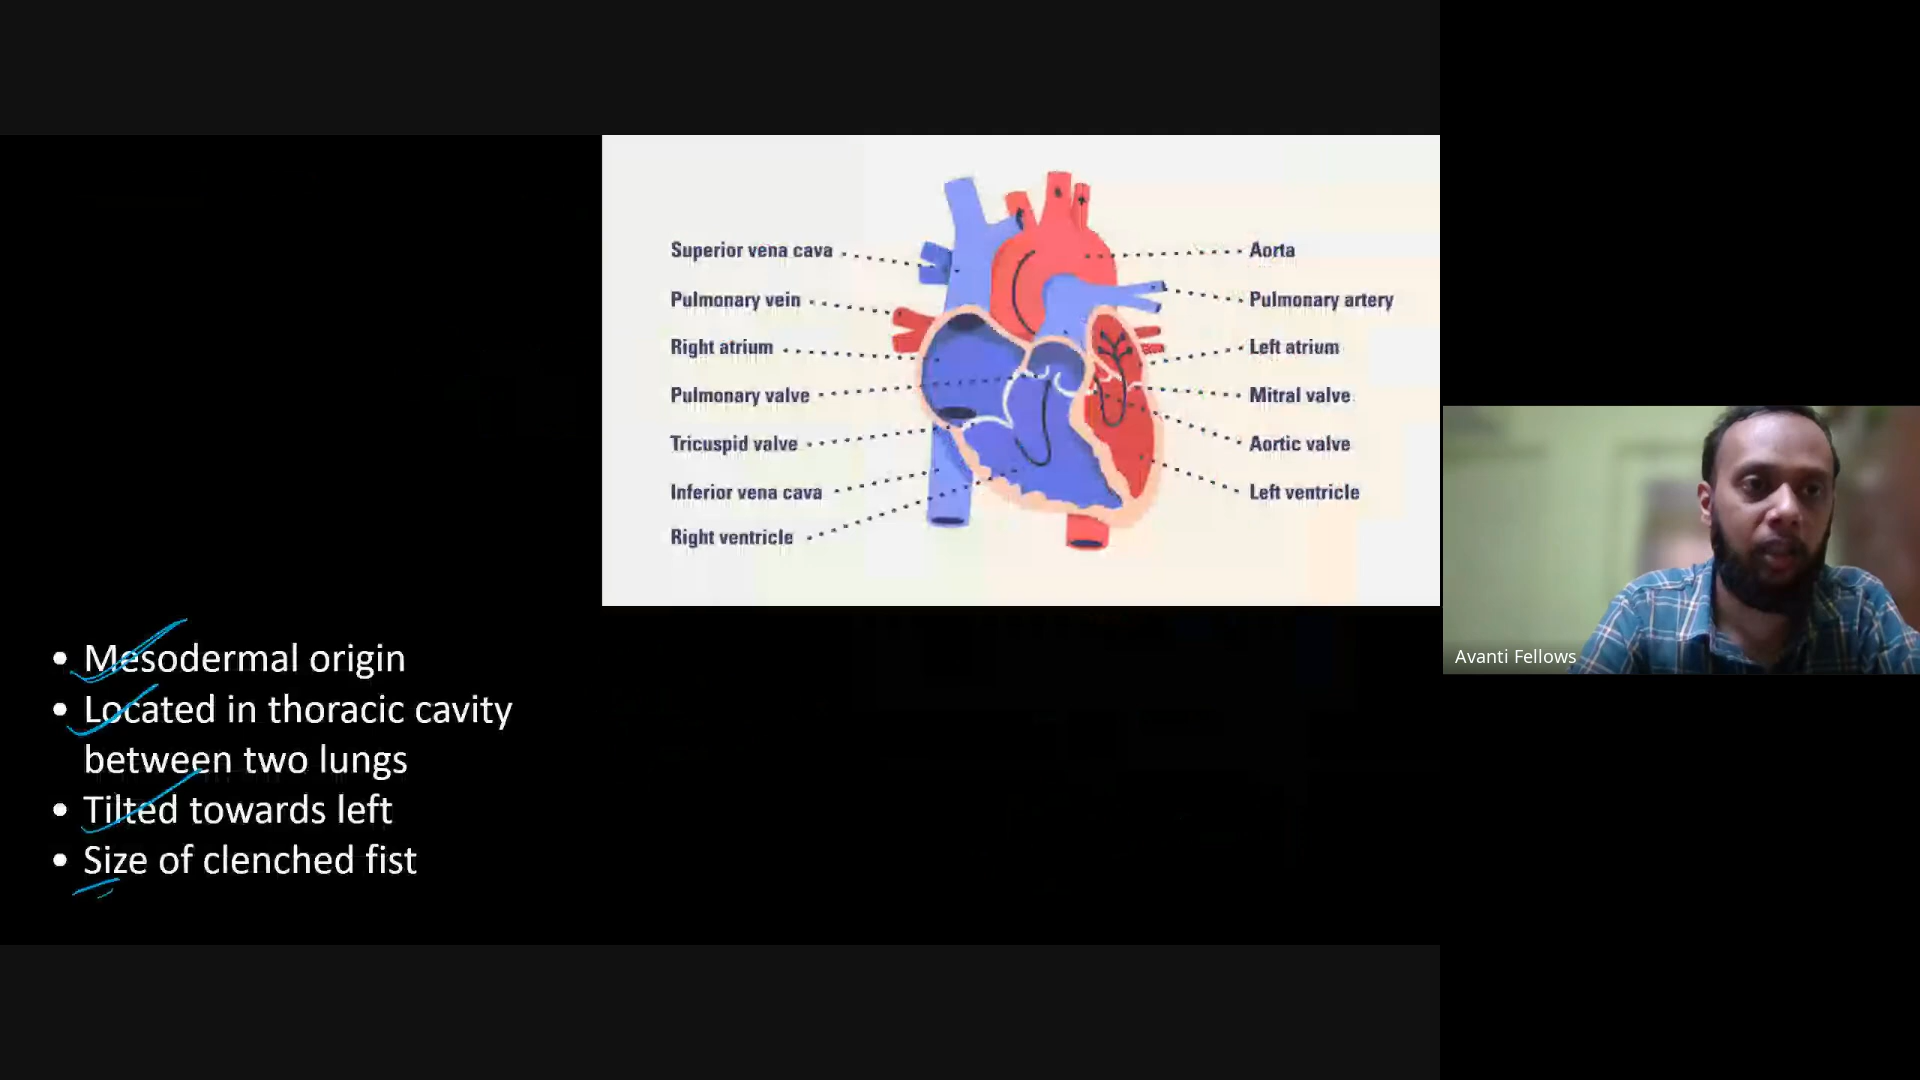 Superior vena cava
Pulmonary vein
Right atrium
Pulmonary valve
Tricuspid valve
Inferior vena cava
Right ventricle
Aorta
Pulmonary artery
Left atrium
Mitral valve
Aortic valve
Left ventricle
• Mesodermal origin
• Located in thoracic cavity
between two lungs
• Tilted towards left
• Size of clenched fist
Avanti Fellows